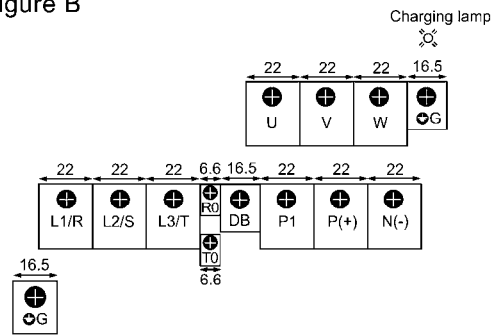 Figure B
Charging lamp
22 22 22 16.5
U V W G
22 22 22 6.6 16.5 22 22 22
L1/R L2/S L3/T R0 DB P1 P(+) N(-)
T0
6.6
16.5
G